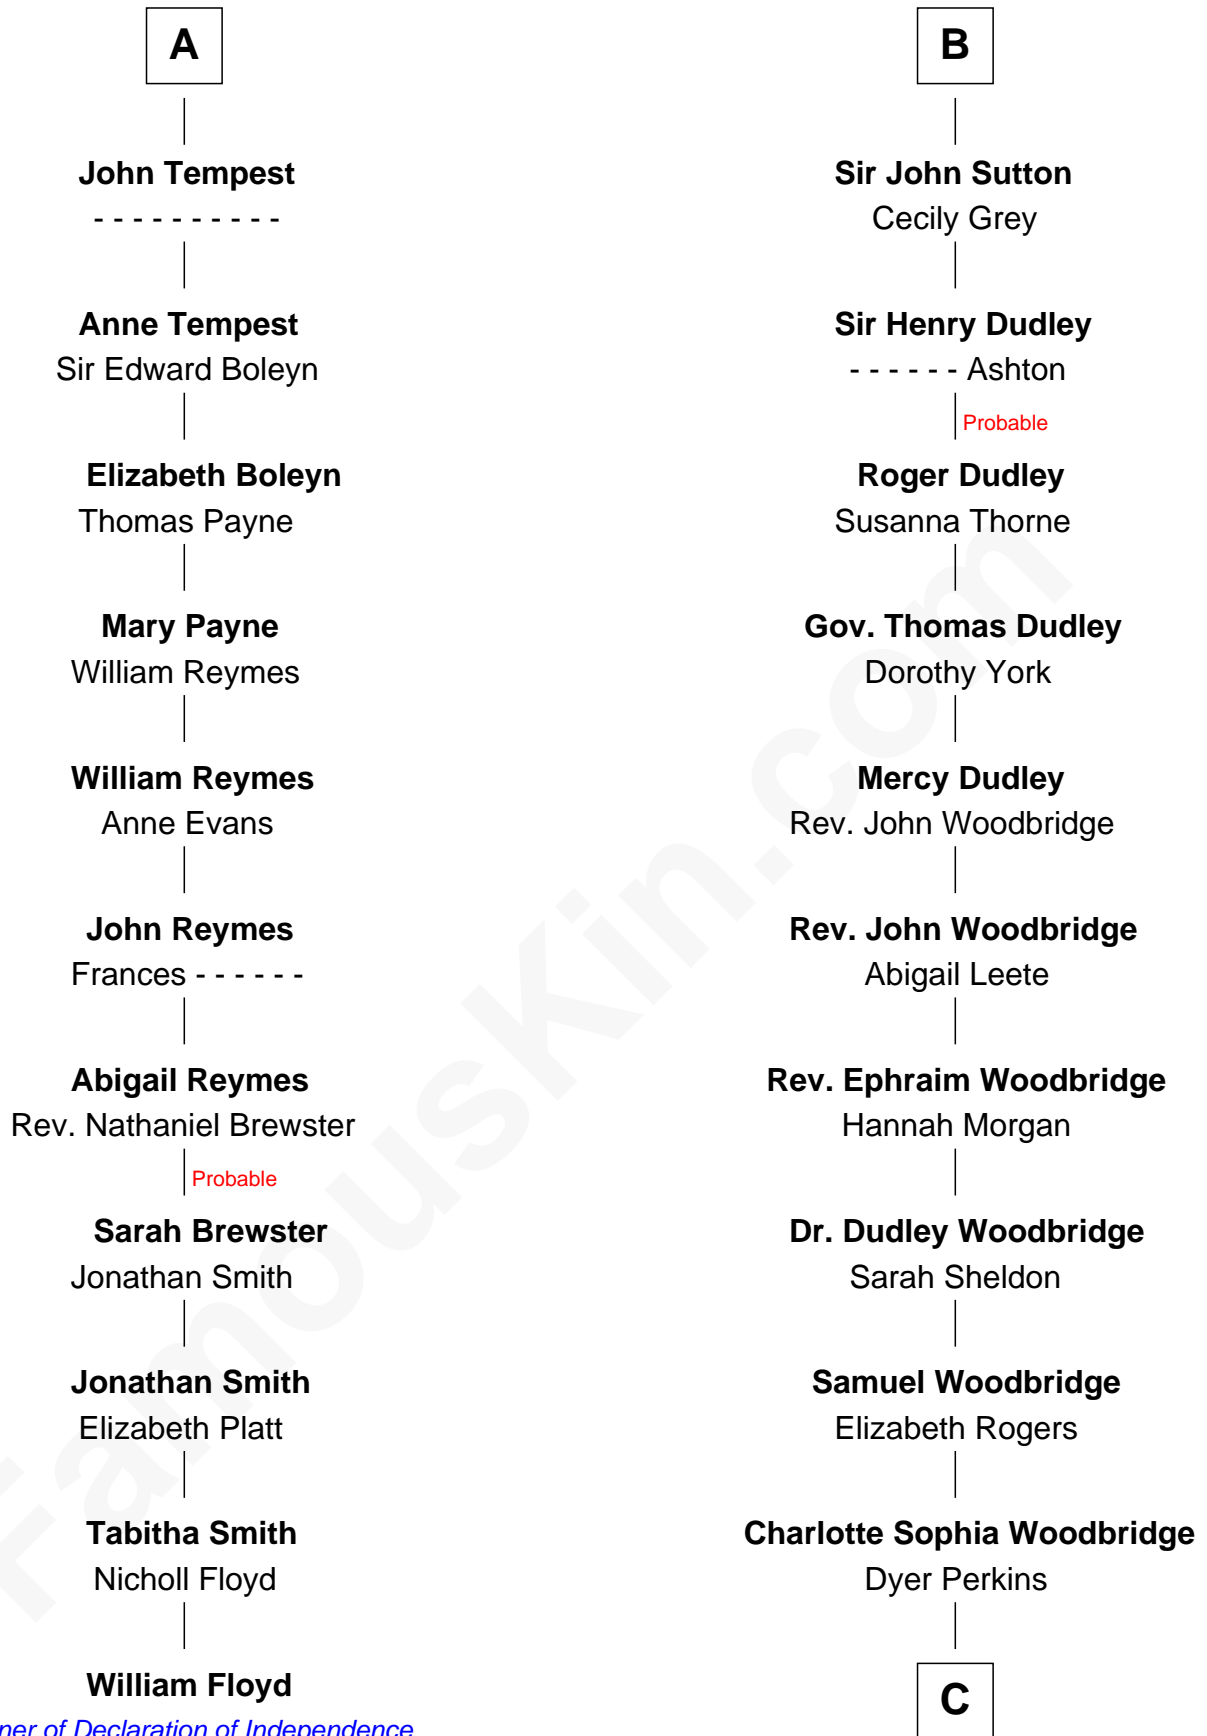 A
John Tempest
- - - - - - - - - -
Anne Tempest
Sir Edward Boleyn
Elizabeth Boleyn
Thomas Payne
Mary Payne
William Reymes
William Reymes
Anne Evans
John Reymes
Frances - - - - - -
Abigail Reymes
Rev. Nathaniel Brewster
Probable
Sarah Brewster
Jonathan Smith
Jonathan Smith
Elizabeth Platt
Tabitha Smith
Nicholl Floyd
William Floyd
of Declaration of Independence
B
Sir John Sutton
Cecily Grey
Sir Henry Dudley
- - - - - - Ashton
Probable
Roger Dudley
Susanna Thorne
Gov. Thomas Dudley
Dorothy York
Mercy Dudley
Rev. John Woodbridge
Rev. John Woodbridge
Abigail Leete
Rev. Ephraim Woodbridge
Hannah Morgan
Dr. Dudley Woodbridge
Sarah Sheldon
Samuel Woodbridge
Elizabeth Rogers
Charlotte Sophia Woodbridge
Dyer Perkins
C
FamousKin.com